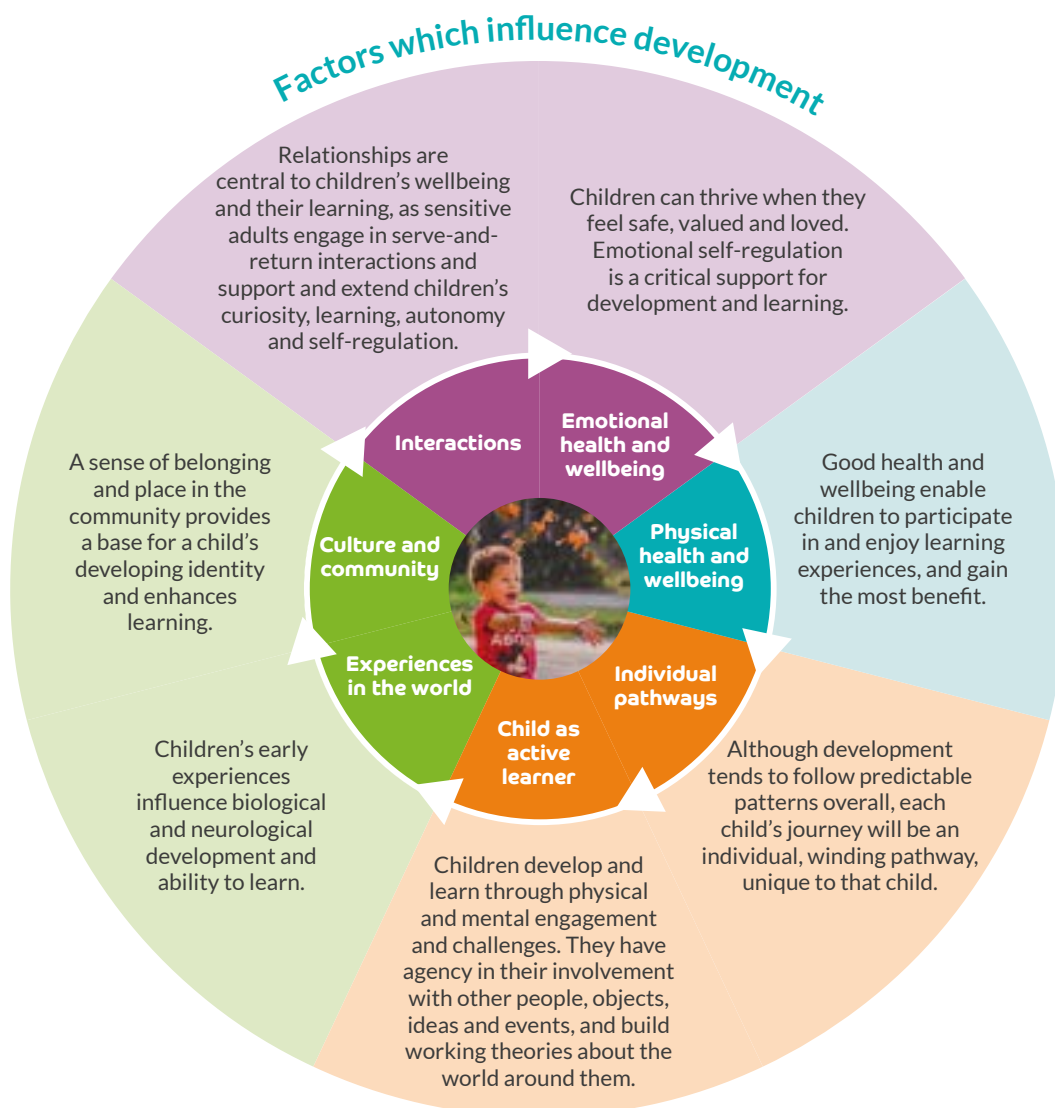 Factors which influence development
Relationships are
central to children’s wellbeing
and their learning, as sensitive
adults engage in serve-and-
return interactions and
support and extend children’s
curiosity, learning, autonomy
and self-regulation.
Children can thrive when they
feel safe, valued and loved.
Emotional self-regulation
is a critical support for
development and learning.
Interactions
Emotional
health and
wellbeing
A sense of belonging
and place in the
community provides
a base for a child’s
developing identity
and enhances
learning.
Culture and
community
Physical
health and
wellbeing
Good health and
wellbeing enable
children to participate
in and enjoy learning
experiences, and gain
the most benefit.
Experiences
in the world
Individual
pathways
Child as
active
learner
Children’s early
experiences
influence biological
and neurological
development and
ability to learn.
Although development
tends to follow predictable
patterns overall, each
child’s journey will be an
individual, winding pathway,
unique to that child.
Children develop and
learn through physical
and mental engagement
and challenges. They have
agency in their involvement
with other people, objects,
ideas and events, and build
working theories about the
world around them.